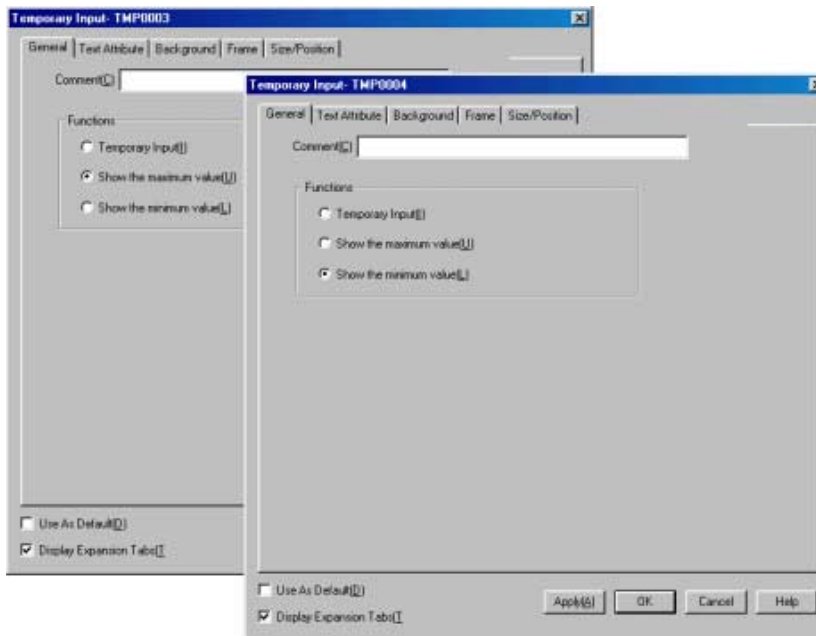 Temporary Input- TMP0003
General Text Attribute Background Frame Size/Position
Comment(C)
Functions
Temporary Input(I)
Show the maximum value(U)
Show the minimum value(L)
Use As Default(D)
Display Expansion Tabs(T
Temporary Input- TMP0004
General Text Attribute Background Frame Size/Position
Comment(C)
Functions
Temporary Input(I)
Show the maximum value(U)
Show the minimum value(L)
Use As Default(D)
Display Expansion Tabs(T
Apply(A) OK Cancel Help